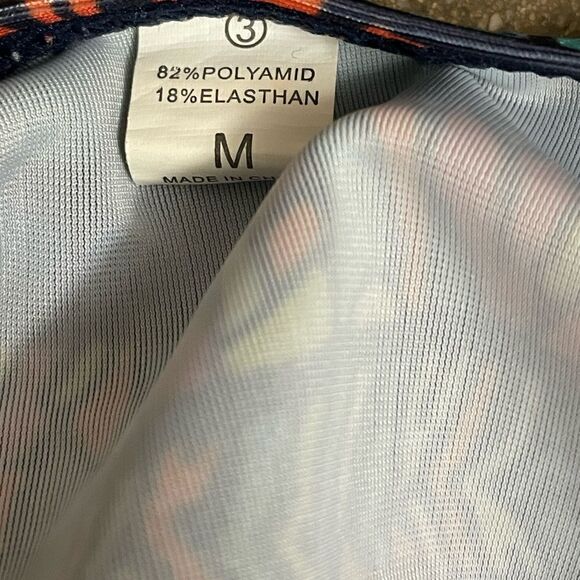 ③
82%POLYAMID
18%ELASTHAN
M
MADE IN